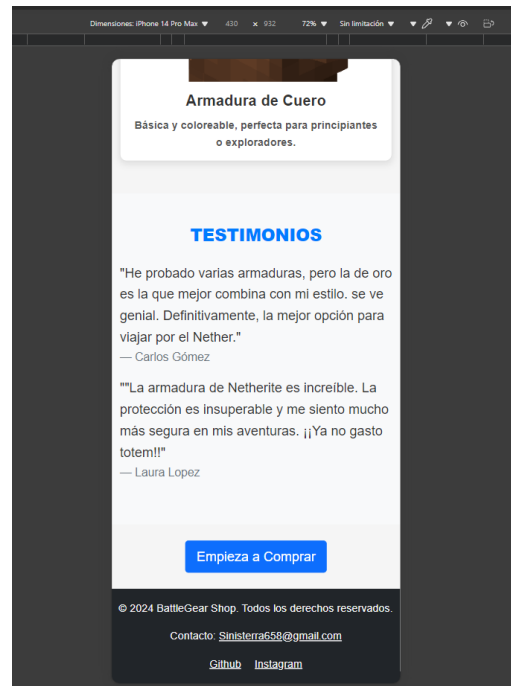 Dimensiones: iPhone 14 Pro Max ▼ 430 x 932 72% ▼ Sin limitación ▼
Armadura de Cuero
Básica y coloreable, perfecta para principiantes
o exploradores.
TESTIMONIOS
"He probado varias armaduras, pero la de oro
es la que mejor combina con mi estilo. se ve
genial. Definitivamente, la mejor opción para
viajar por el Nether."
— Carlos Gómez
""La armadura de Netherite es increíble. La
protección es insuperable y me siento mucho
más segura en mis aventuras. ¡¡Ya no gasto
totem!!"
— Laura Lopez
Empieza a Comprar
© 2024 BattleGear Shop. Todos los derechos reservados.
Contacto: Sinisterra658@gmail.com
Github Instagram